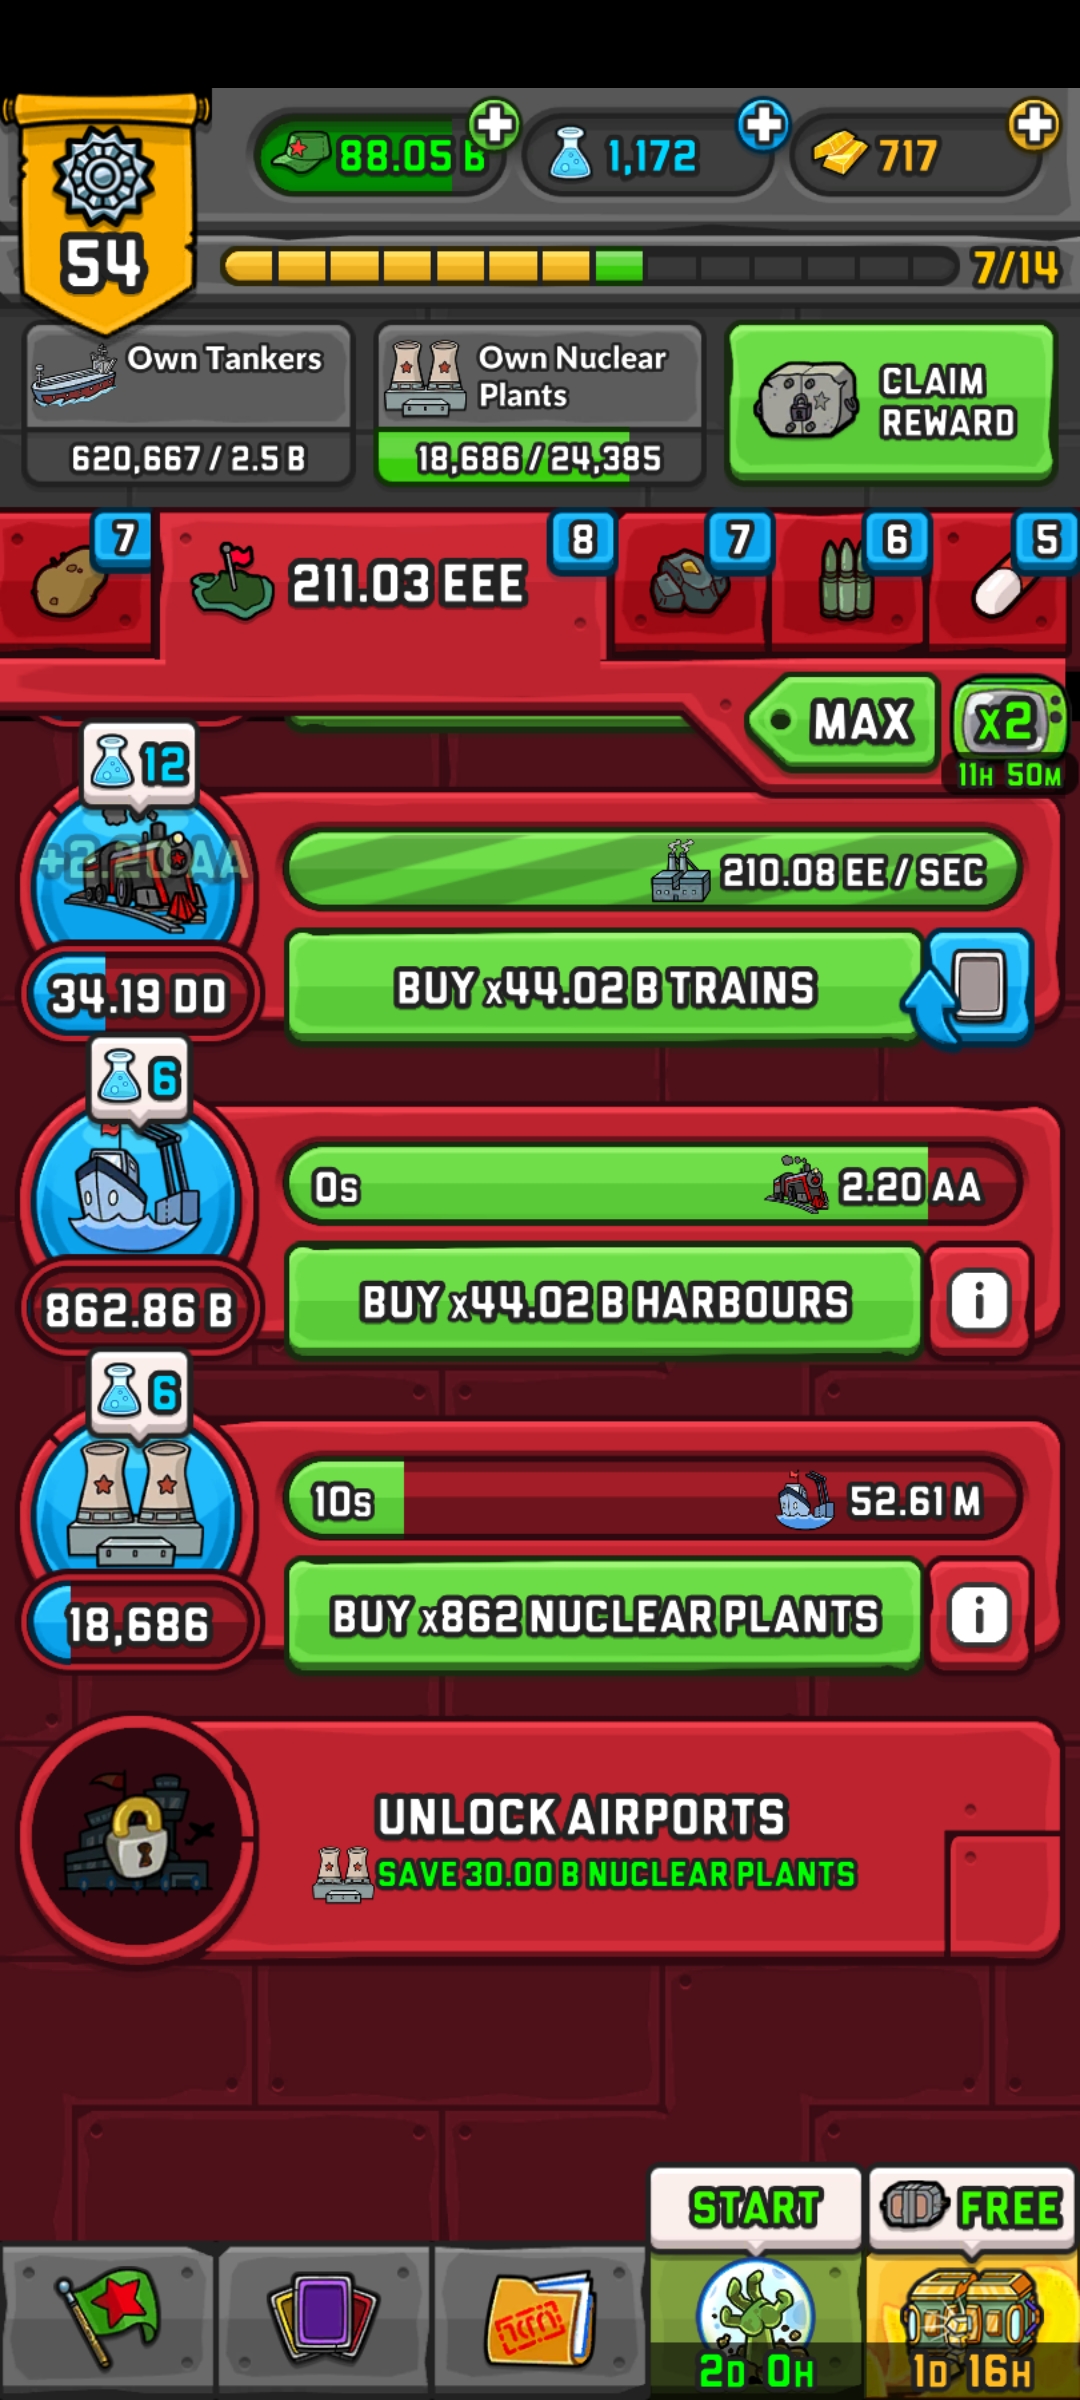 88.05 B
1,172
717
54
7/14
Own Tankers
620,667 / 2.5 B
Own Nuclear
Plants
18,686 / 24,385
CLAIM
REWARD
7
211.03 EEE
8
7
6
5
MAX
x2
11H 50M
12
+2.20 AA
210.08 EE / SEC
34.19 DD
BUY x44.02 B TRAINS
6
0s
2.20 AA
862.86 B
BUY x44.02 B HARBOURS
i
6
10s
52.61 M
18,686
BUY x862 NUCLEAR PLANTS
i
UNLOCK AIRPORTS
SAVE 30.00 B NUCLEAR PLANTS
START
FREE
2D 0H
1D 16H